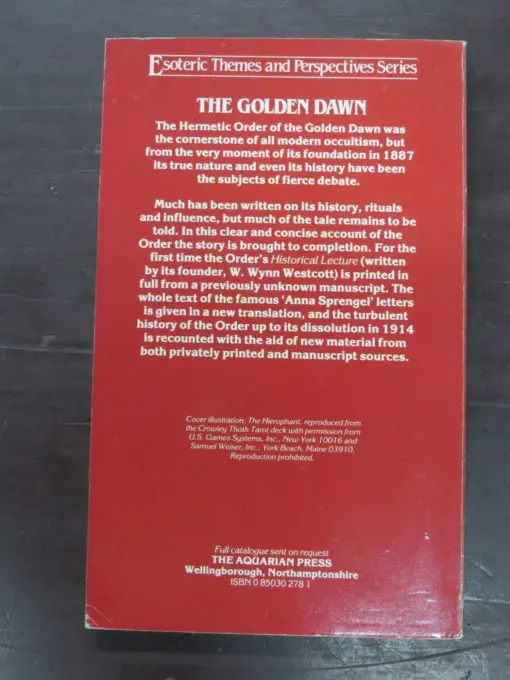 Esoteric Themes and Perspectives Series
THE GOLDEN DAWN
The Hermetic Order of the Golden Dawn was
the cornerstone of all modern occultism, but
from the very moment of its foundation in 1887
its true nature and even its history have been
the subjects of fierce debate.
Much has been written on its history, rituals
and influence, but much of the tale remains to be
told. In this clear and concise account of the
Order the story is brought to completion. For the
first time the Order's Historical Lecture (written
by its founder, W. Wynn Westcott) is printed in
full from a previously unknown manuscript. The
whole text of the famous 'Anna Sprengel' letters
is given in a new translation, and the turbulent
history of the Order up to its dissolution in 1914
is recounted with the aid of new material from
both privately printed and manuscript sources.
Cover illustration: The Hierophant, reproduced from
the Crowley Thoth Tarot deck with permission from
U.S. Games Systems, Inc., New York 10016 and
Samuel Weiser, Inc., York Beach, Maine 03910.
Reproduction prohibited.
Full catalogue sent on request
THE AQUARIAN PRESS
Wellingborough, Northamptonshire
ISBN 0 85030 278 1